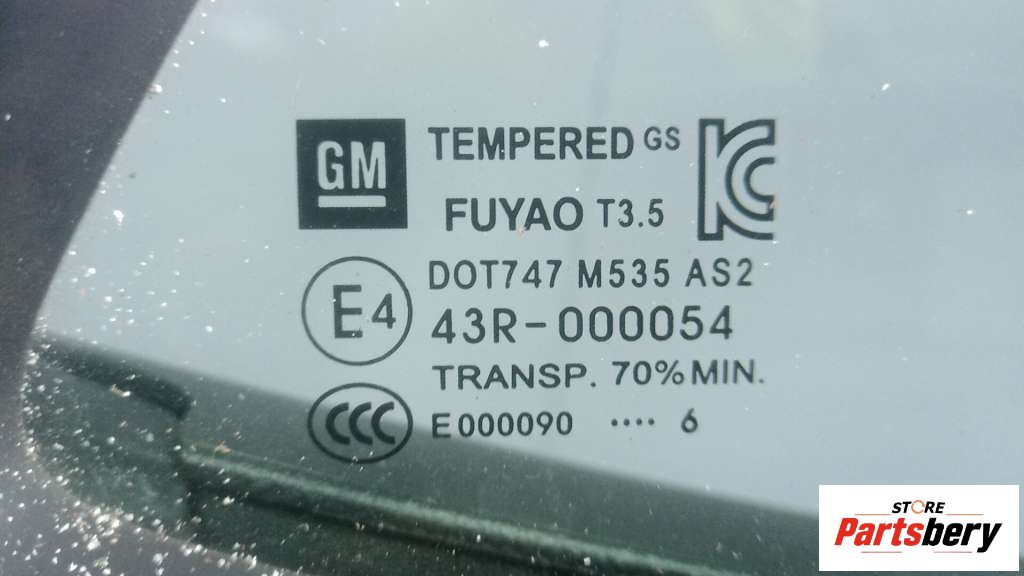 GM TEMPERED GS KC
FUYAO T3.5
DOT747 M535 AS2
E4 43R-000054
TRANSP. 70% MIN.
CCC E000090 ···· 6
STORE
Partsbery